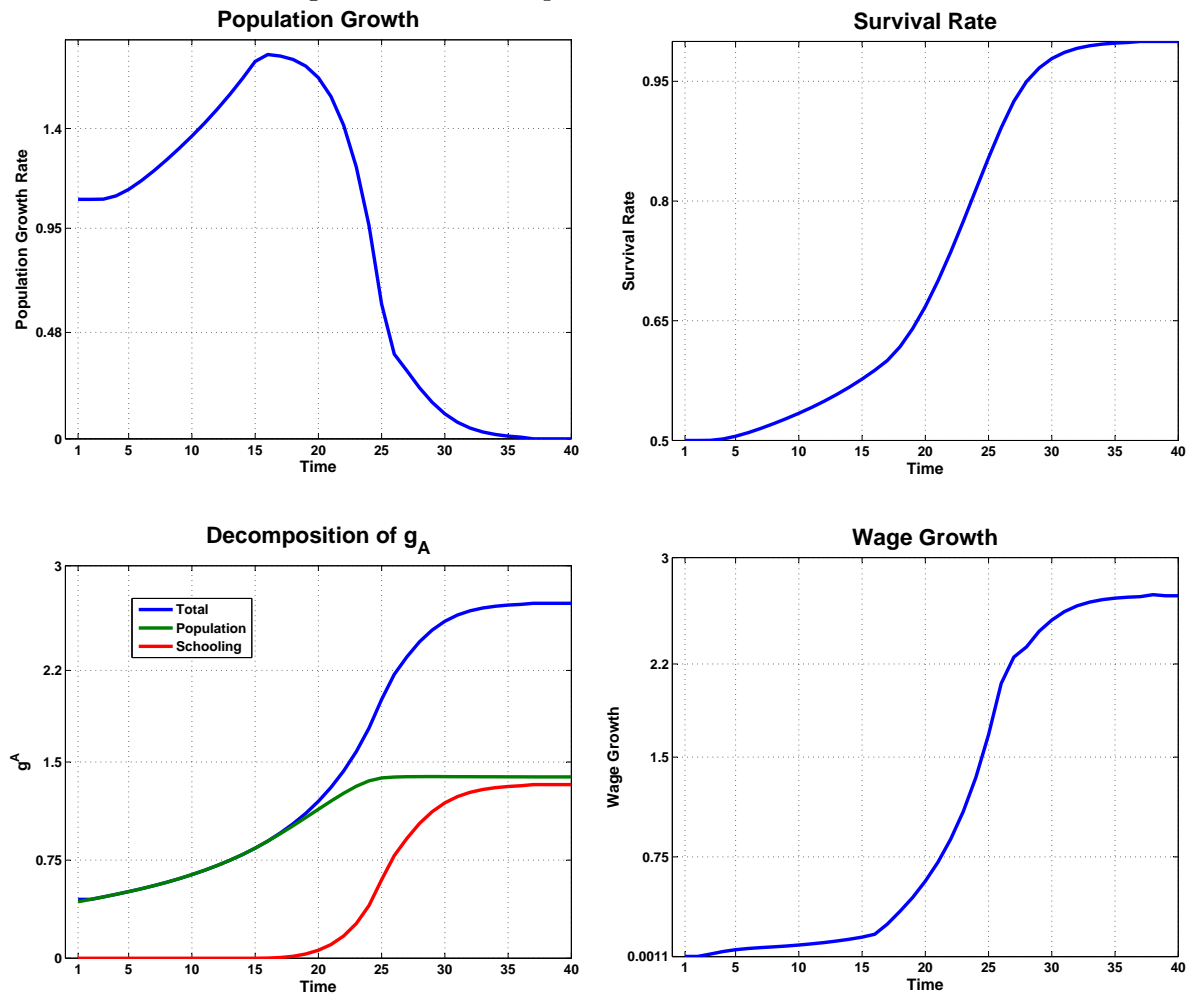 Population Growth
Population Growth Rate
1.4
0.95
0.48
0
1 5 10 15 20 25 30 35 40
Time
Survival Rate
Survival Rate
0.95
0.8
0.65
0.5
1 5 10 15 20 25 30 35 40
Time
Decomposition of g_A
g^A
3
2.2
1.5
0.75
0
Total
Population
Schooling
1 5 10 15 20 25 30 35 40
Time
Wage Growth
Wage Growth
3
2.2
1.5
0.75
0.0011
1 5 10 15 20 25 30 35 40
Time